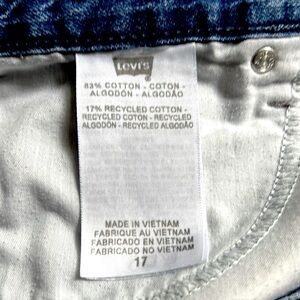 Levi's
83% COTTON - COTON -
ALGODÓN - ALGODÃO
17% RECYCLED COTTON -
RECYCLED COTON - RECYCLED
ALGODÓN - RECYCLED ALGODÃO
MADE IN VIETNAM
FABRIQUE AU VIETNAM
FABRICADO EN VIETNAM
FABRICADO NO VIETNAM
17